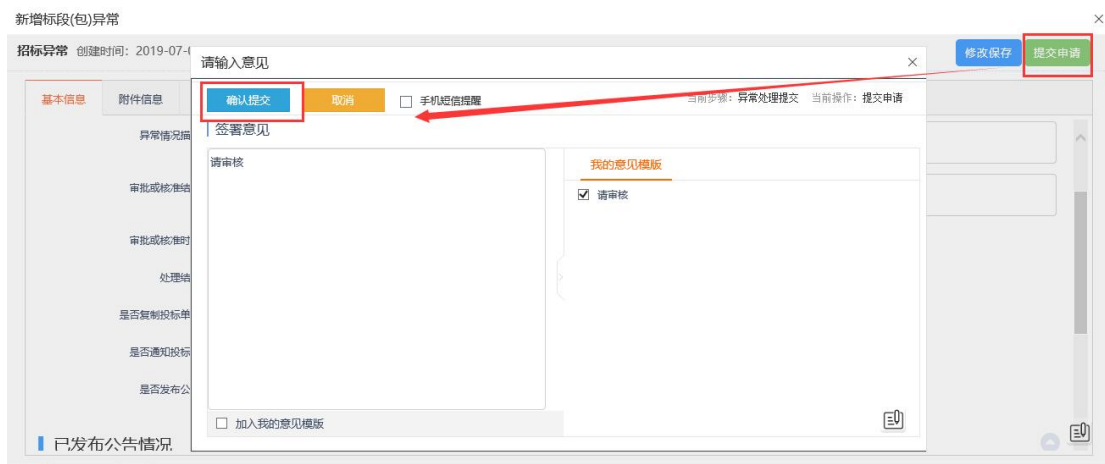 新增标段(包)异常
招标异常 创建时间：2019-07-0
修改保存 提交申请
请输入意见
基本信息 附件信息
确认提交 取消 手机短信提醒 当前步骤：异常处理提交 当前操作：提交申请
签署意见
异常情况描
请审核
我的意见模版
审批或核准结
请审核
审批或核准时
处理结
是否复制投标单
是否通知投标
是否发布公
加入我的意见模版
已发布公告情况